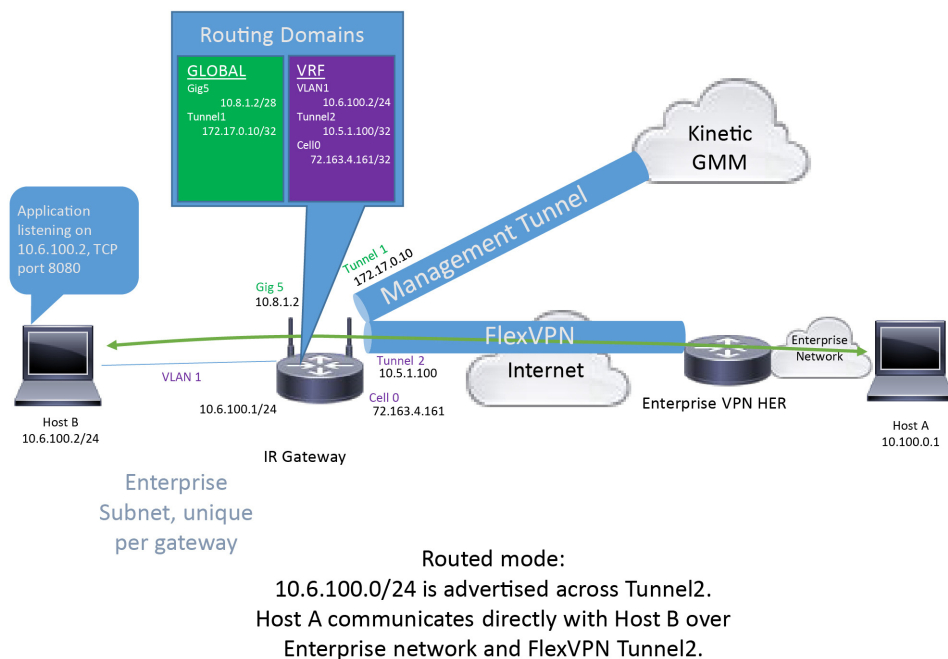 Routing Domains
GLOBAL
Gig5
10.8.1.2/28
Tunnel1
172.17.0.10/32
VRF
VLAN1
10.6.100.2/24
Tunnel2
10.5.1.100/32
Cell0
72.163.4.161/32
Kinetic
GMM
Management Tunnel
Application
listening on
10.6.100.2, TCP
port 8080
Tunnel 1
172.17.0.10
Gig 5
10.8.1.2
FlexVPN
Internet
Enterprise
Network
VLAN 1
Tunnel 2
10.5.1.100
Cell 0
72.163.4.161
10.6.100.1/24
Enterprise VPN HER
Host B
10.6.100.2/24
Host A
10.100.0.1
IR Gateway
Enterprise
Subnet, unique
per gateway
Routed mode:
10.6.100.0/24 is advertised across Tunnel2.
Host A communicates directly with Host B over
Enterprise network and FlexVPN Tunnel2.